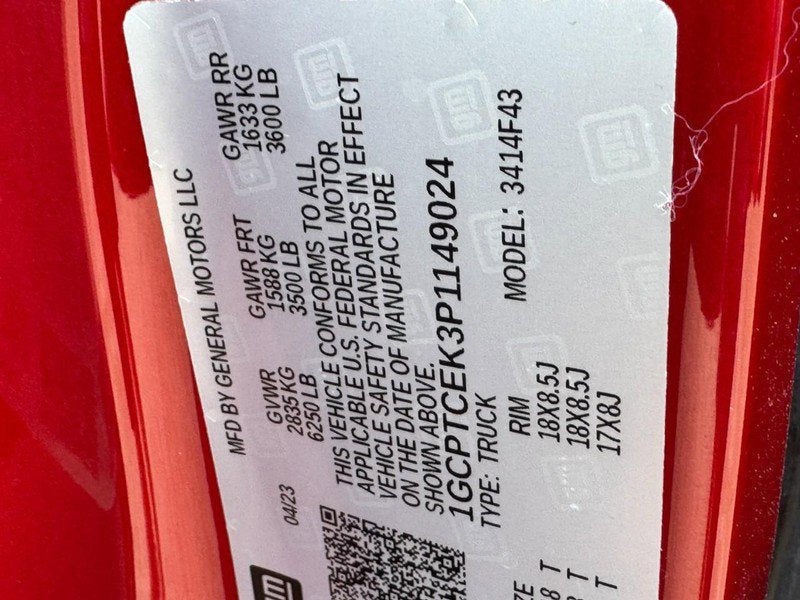 MFD BY GENERAL MOTORS LLC
04/23
GVWR GAWR FRT GAWR RR
2835 KG 1588 KG 1633 KG
6250 LB 3500 LB 3600 LB
THIS VEHICLE CONFORMS TO ALL
APPLICABLE U.S. FEDERAL MOTOR
VEHICLE SAFETY STANDARDS IN EFFECT
ON THE DATE OF MANUFACTURE
SHOWN ABOVE.
1GCPTCEK3P1149024
TYPE: TRUCK MODEL: 3414F43
RIM
18X8.5J
18X8.5J
17X8J
T
T
T
gm